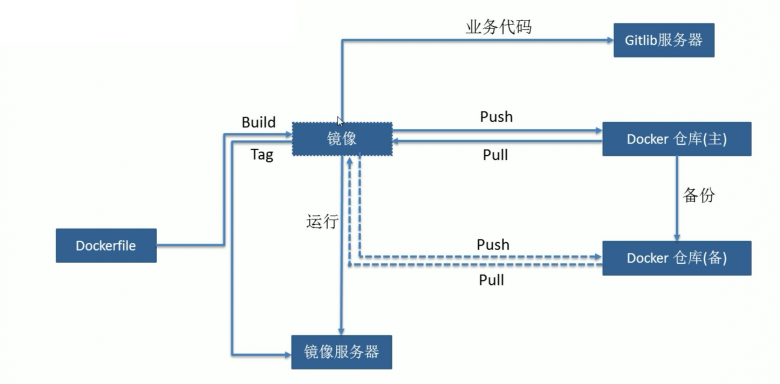 业务代码
Gitlib服务器
Build
镜像
Push
Docker 仓库(主)
Tag
Pull
备份
运行
Dockerfile
Push
Docker 仓库(备)
Pull
镜像服务器